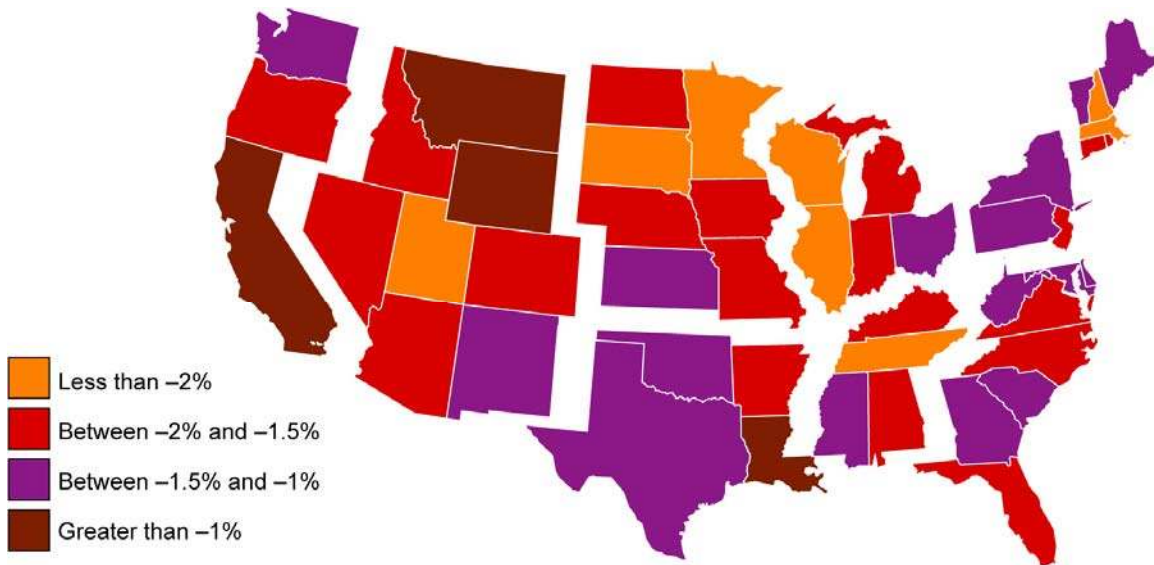 Less than –2%
Between –2% and –1.5%
Between –1.5% and –1%
Greater than –1%